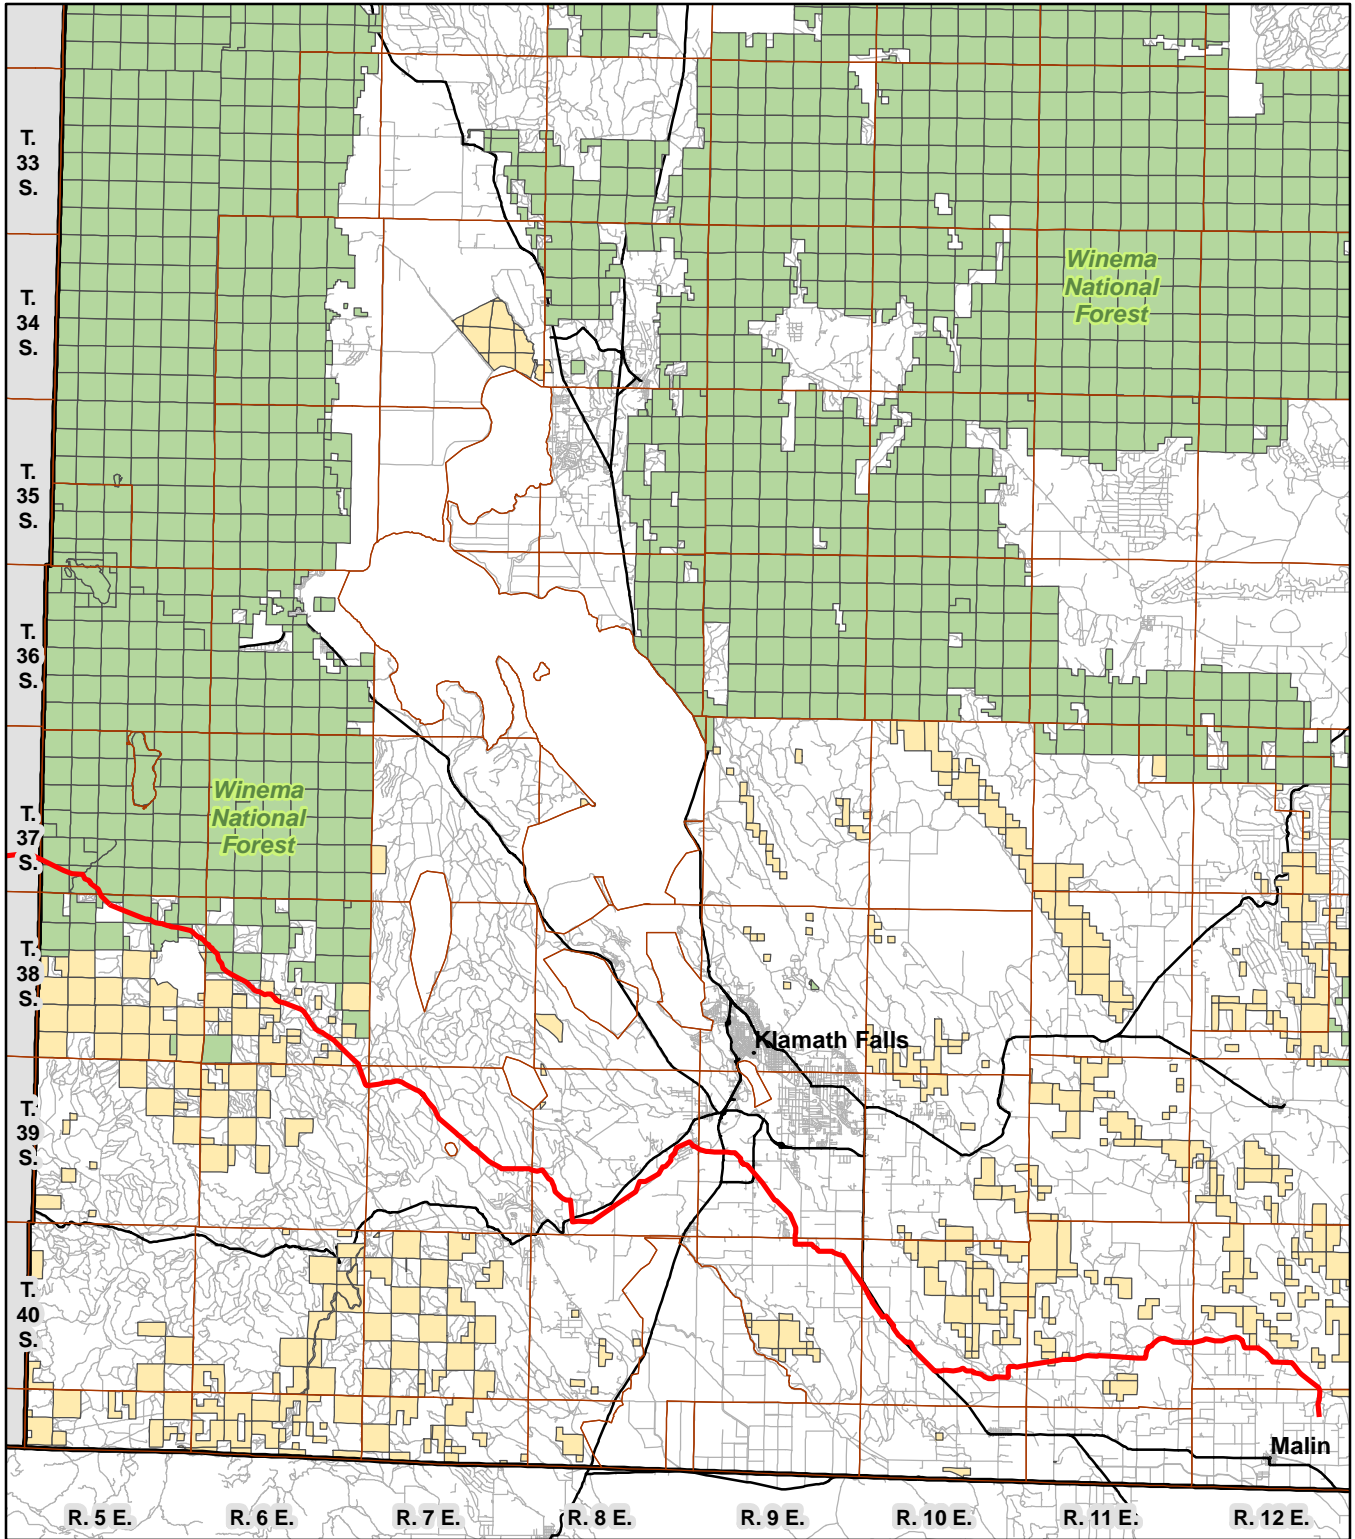 T.
33
S.
Winema
National
Forest
T.
34
S.
T.
35
S.
T.
36
S.
Winema
National
Forest
T.
37
S.
T.
38
S.
Klamath Falls
T.
39
S.
T.
40
S.
Malin
R. 5 E.
R. 6 E.
R. 7 E.
R. 8 E.
R. 9 E.
R. 10 E.
R. 11 E.
R. 12 E.